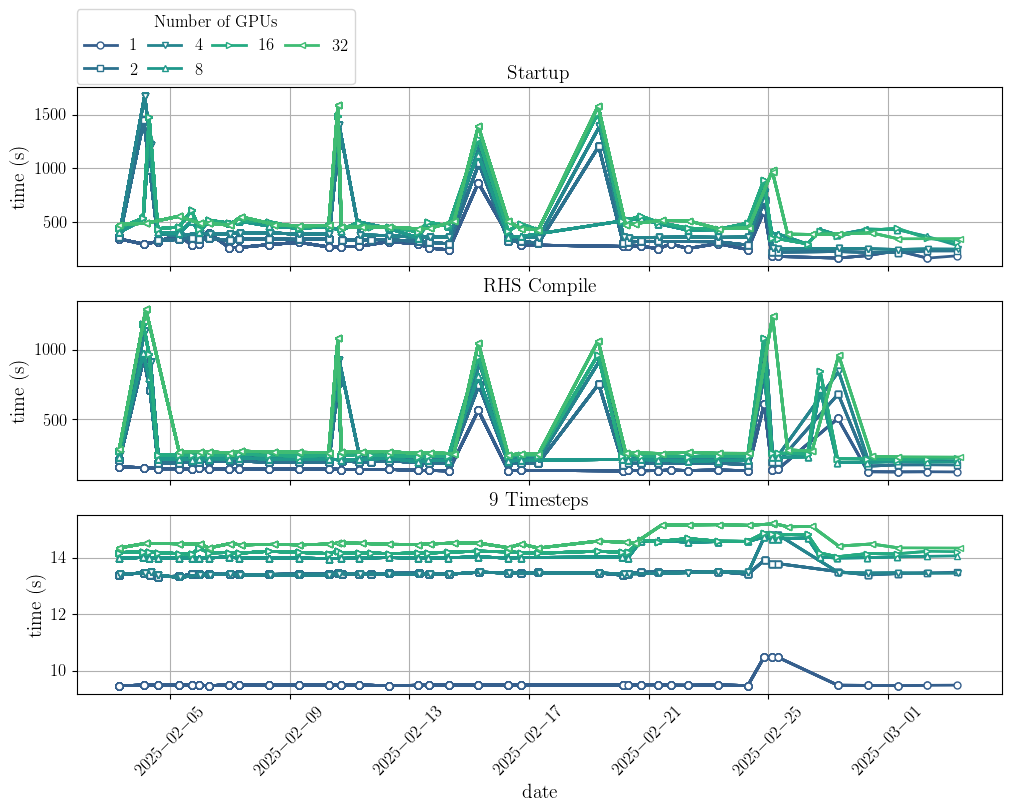 Number of GPUs
1 4 16 32
2 8
Startup
time (s)
1500
1000
500
RHS Compile
time (s)
1000
500
9 Timesteps
time (s)
14
12
10
2025−02−05 2025−02−09 2025−02−13 2025−02−17 2025−02−21 2025−02−25 2025−03−01
date